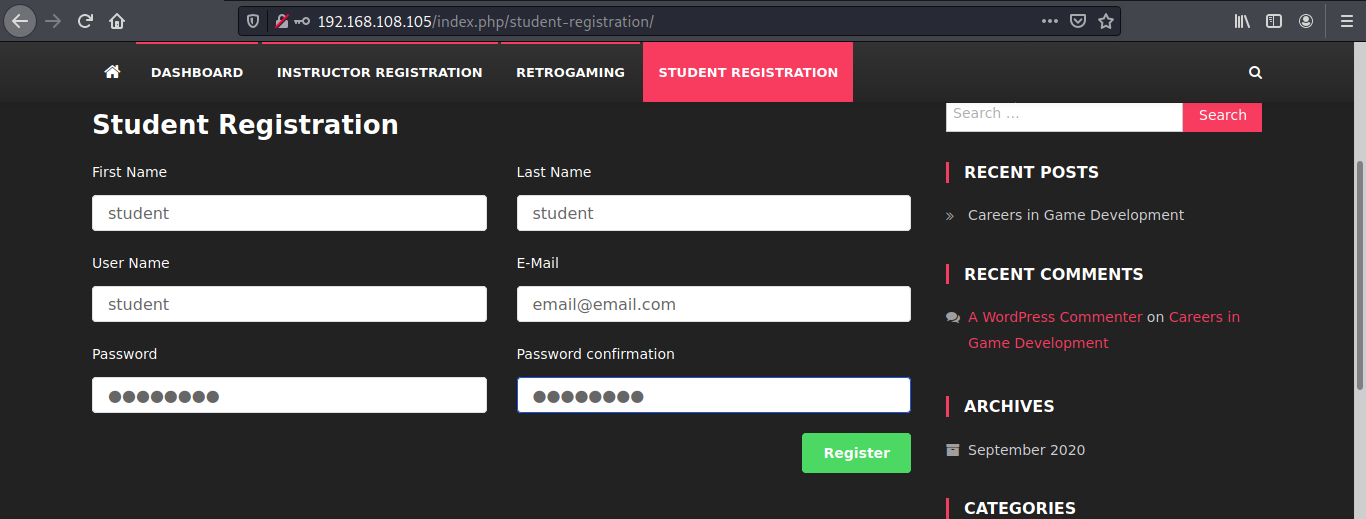 192.168.108.105/index.php/student-registration/
DASHBOARD INSTRUCTOR REGISTRATION RETROGAMING STUDENT REGISTRATION
Student Registration
First Name Last Name
student student
User Name E-Mail
student email@email.com
Password Password confirmation
●●●●●●●● ●●●●●●●●
Register
Search … Search
RECENT POSTS
Careers in Game Development
RECENT COMMENTS
A WordPress Commenter on Careers in
Game Development
ARCHIVES
September 2020
CATEGORIES